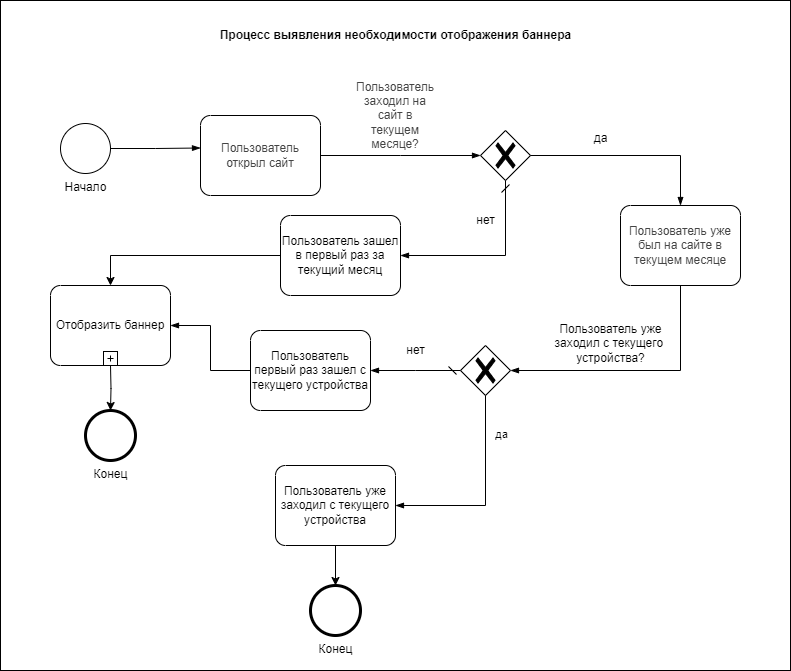 Процесс выявления необходимости отображения баннера
Пользователь
заходил на
сайт в
текущем
месяце?
Начало
Пользователь
открыл сайт
да
нет
Пользователь уже
был на сайте в
текущем месяце
Пользователь зашел
в первый раз за
текущий месяц
Отобразить баннер
Пользователь уже
заходил с текущего
устройства?
нет
Пользователь
первый раз зашел с
текущего устройства
да
Конец
Пользователь уже
заходил с текущего
устройства
Конец